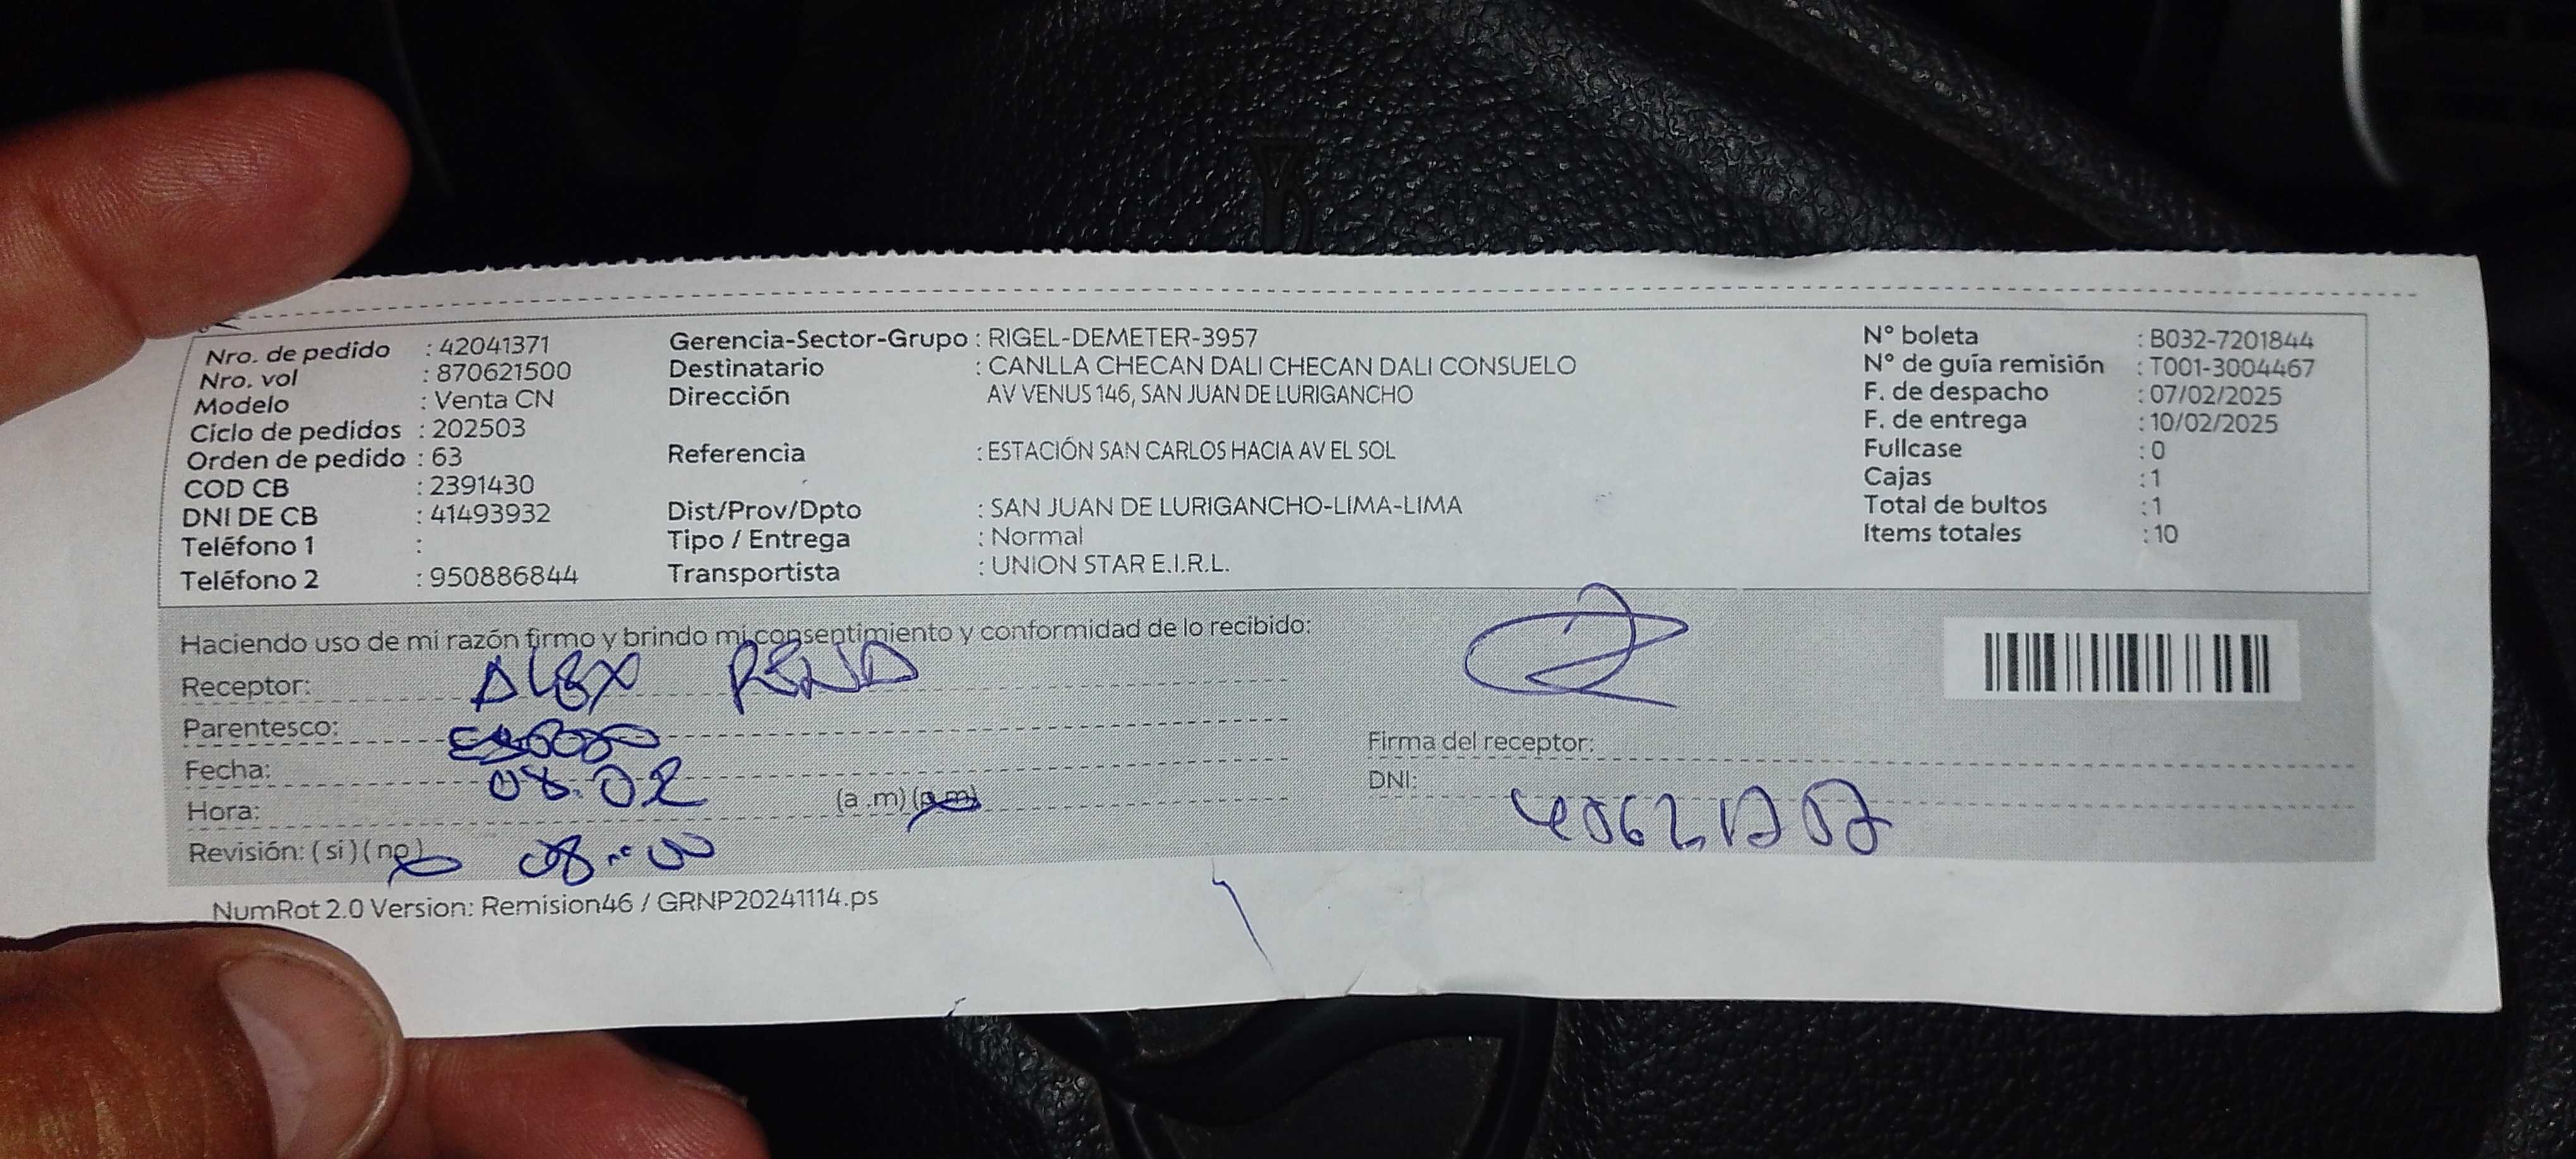 Nro. de pedido : 42041371
Nro. vol : 870621500
Modelo : Venta CN
Ciclo de pedidos : 202503
Orden de pedido : 63
COD CB : 2391430
DNI DE CB : 41493932
Teléfono 1 :
Teléfono 2 : 950886844
Gerencia-Sector-Grupo : RIGEL-DEMETER-3957
Destinatario : CANLLA CHECAN DALI CHECAN DALI CONSUELO
Dirección AV VENUS 146, SAN JUAN DE LURIGANCHO
Referencia : ESTACIÓN SAN CARLOS HACIA AV EL SOL
Dist/Prov/Dpto : SAN JUAN DE LURIGANCHO-LIMA-LIMA
Tipo / Entrega : Normal
Transportista : UNION STAR E.I.R.L.
N° boleta : B032-7201844
N° de guía remisión : T001-3004467
F. de despacho : 07/02/2025
F. de entrega : 10/02/2025
Fullcase : 0
Cajas : 1
Total de bultos : 1
Items totales : 10
Haciendo uso de mi razón firmo y brindo mi consentimiento y conformidad de lo recibido:
Receptor: ALEX
Parentesco:
Fecha: 08.02
Hora: (a .m) (p.m)
Revisión: ( si ) ( no ) 08:00
Firma del receptor:
DNI:
NumRot 2.0 Version: Remision46 / GRNP20241114.ps